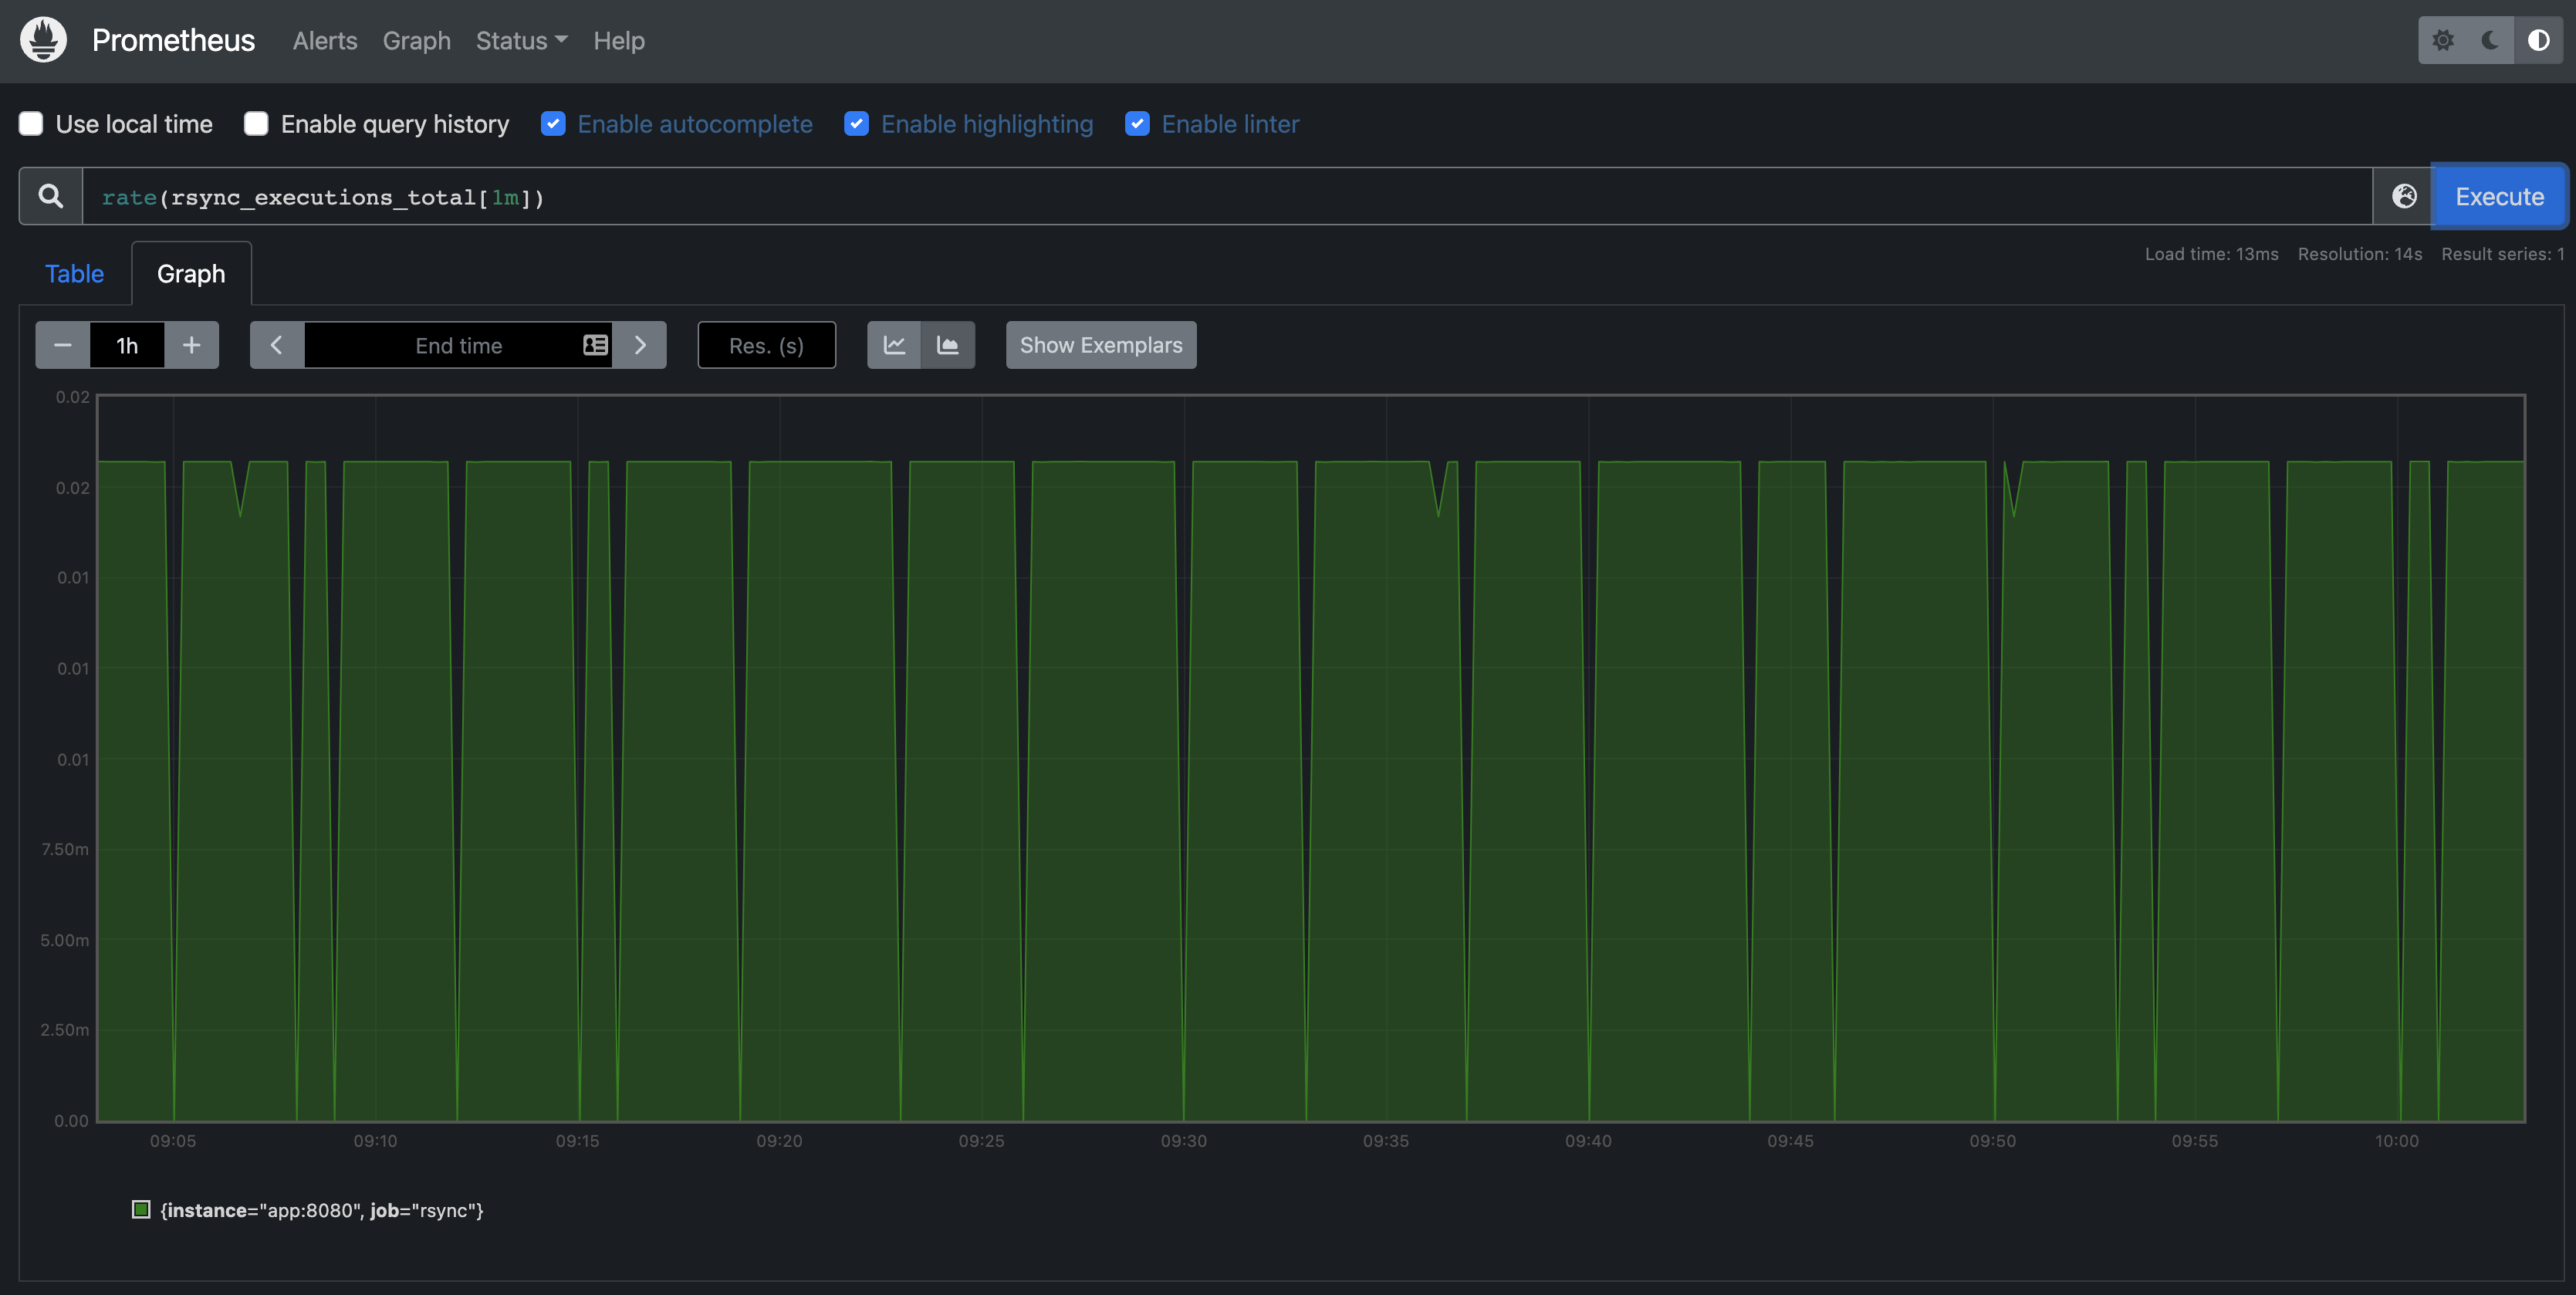 Prometheus Alerts Graph Status Help
Use local time Enable query history Enable autocomplete Enable highlighting Enable linter
rate(rsync_executions_total[1m]) Execute
Table Graph Load time: 13ms Resolution: 14s Result series: 1
1h End time Res. (s) Show Exemplars
0.02
0.02
0.01
0.01
0.01
7.50m
5.00m
2.50m
0.00
09:05 09:10 09:15 09:20 09:25 09:30 09:35 09:40 09:45 09:50 09:55 10:00
{instance="app:8080", job="rsync"}